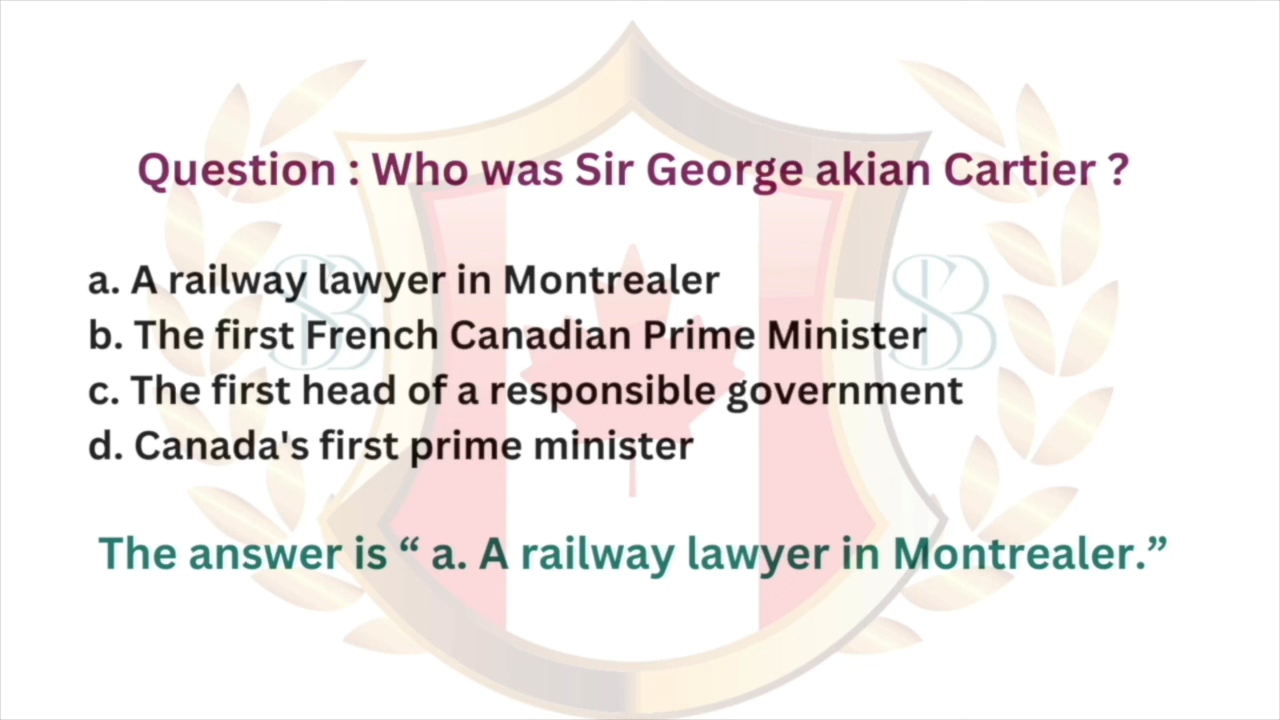 Question : Who was Sir George akian Cartier ?
a. A railway lawyer in Montrealer
b. The first French Canadian Prime Minister
c. The first head of a responsible government
d. Canada's first prime minister
The answer is “ a. A railway lawyer in Montrealer.”